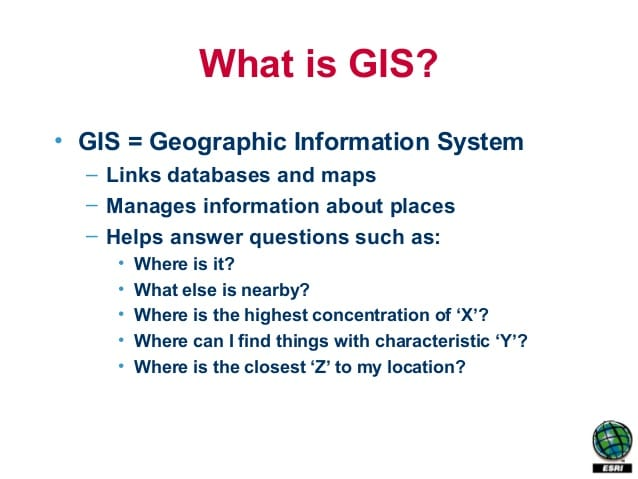 What is GIS?
• GIS = Geographic Information System
– Links databases and maps
– Manages information about places
– Helps answer questions such as:
• Where is it?
• What else is nearby?
• Where is the highest concentration of ‘X’?
• Where can I find things with characteristic ‘Y’?
• Where is the closest ‘Z’ to my location?
ESRI